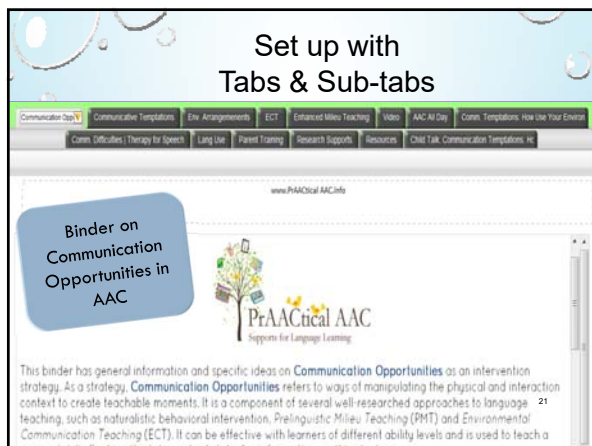 Set up with
Tabs & Sub-tabs
Communication Opp
Communicative Temptations
Env. Arrangements
ECT
Enhanced Milieu Teaching
Video
AAC All Day
Comm. Temptations: How Use Your Environ
Comm. Difficulties | Therapy for Speech
Lang Use
Parent Training
Research Supports
Resources
Child Talk: Communication Temptations. Ho
www.PrAACtical AAC.info
Binder on
Communication
Opportunities in
AAC
PrAACtical AAC
Supports for Language Learning
This binder has general information and specific ideas on Communication Opportunities as an intervention
strategy. As a strategy, Communication Opportunities refers to ways of manipulating the physical and interaction
context to create teachable moments. It is a component of several well-researched approaches to language
21
teaching, such as naturalistic behavioral intervention, Prelinguistic Milieu Teaching (PMT) and Environmental
Communication Teaching (ECT). It can be effective with learners of different ability levels and is used to teach a